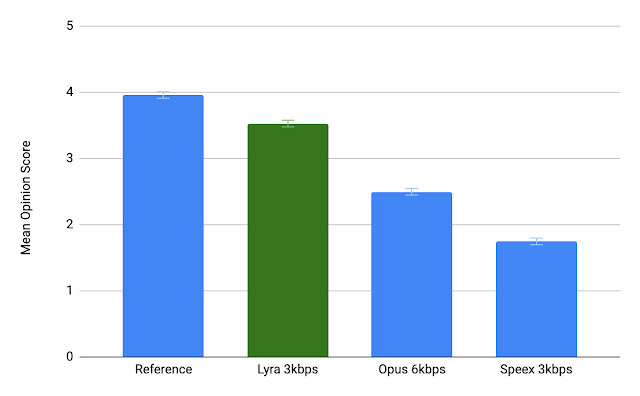 5
4
3
2
1
0
Mean Opinion Score
Reference
Lyra 3kbps
Opus 6kbps
Speex 3kbps